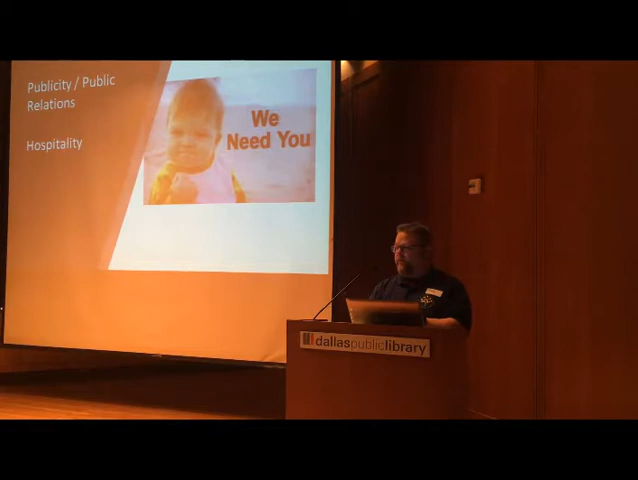 Publicity / Public
Relations
Hospitality
We
Need You
dallaspubliclibrary